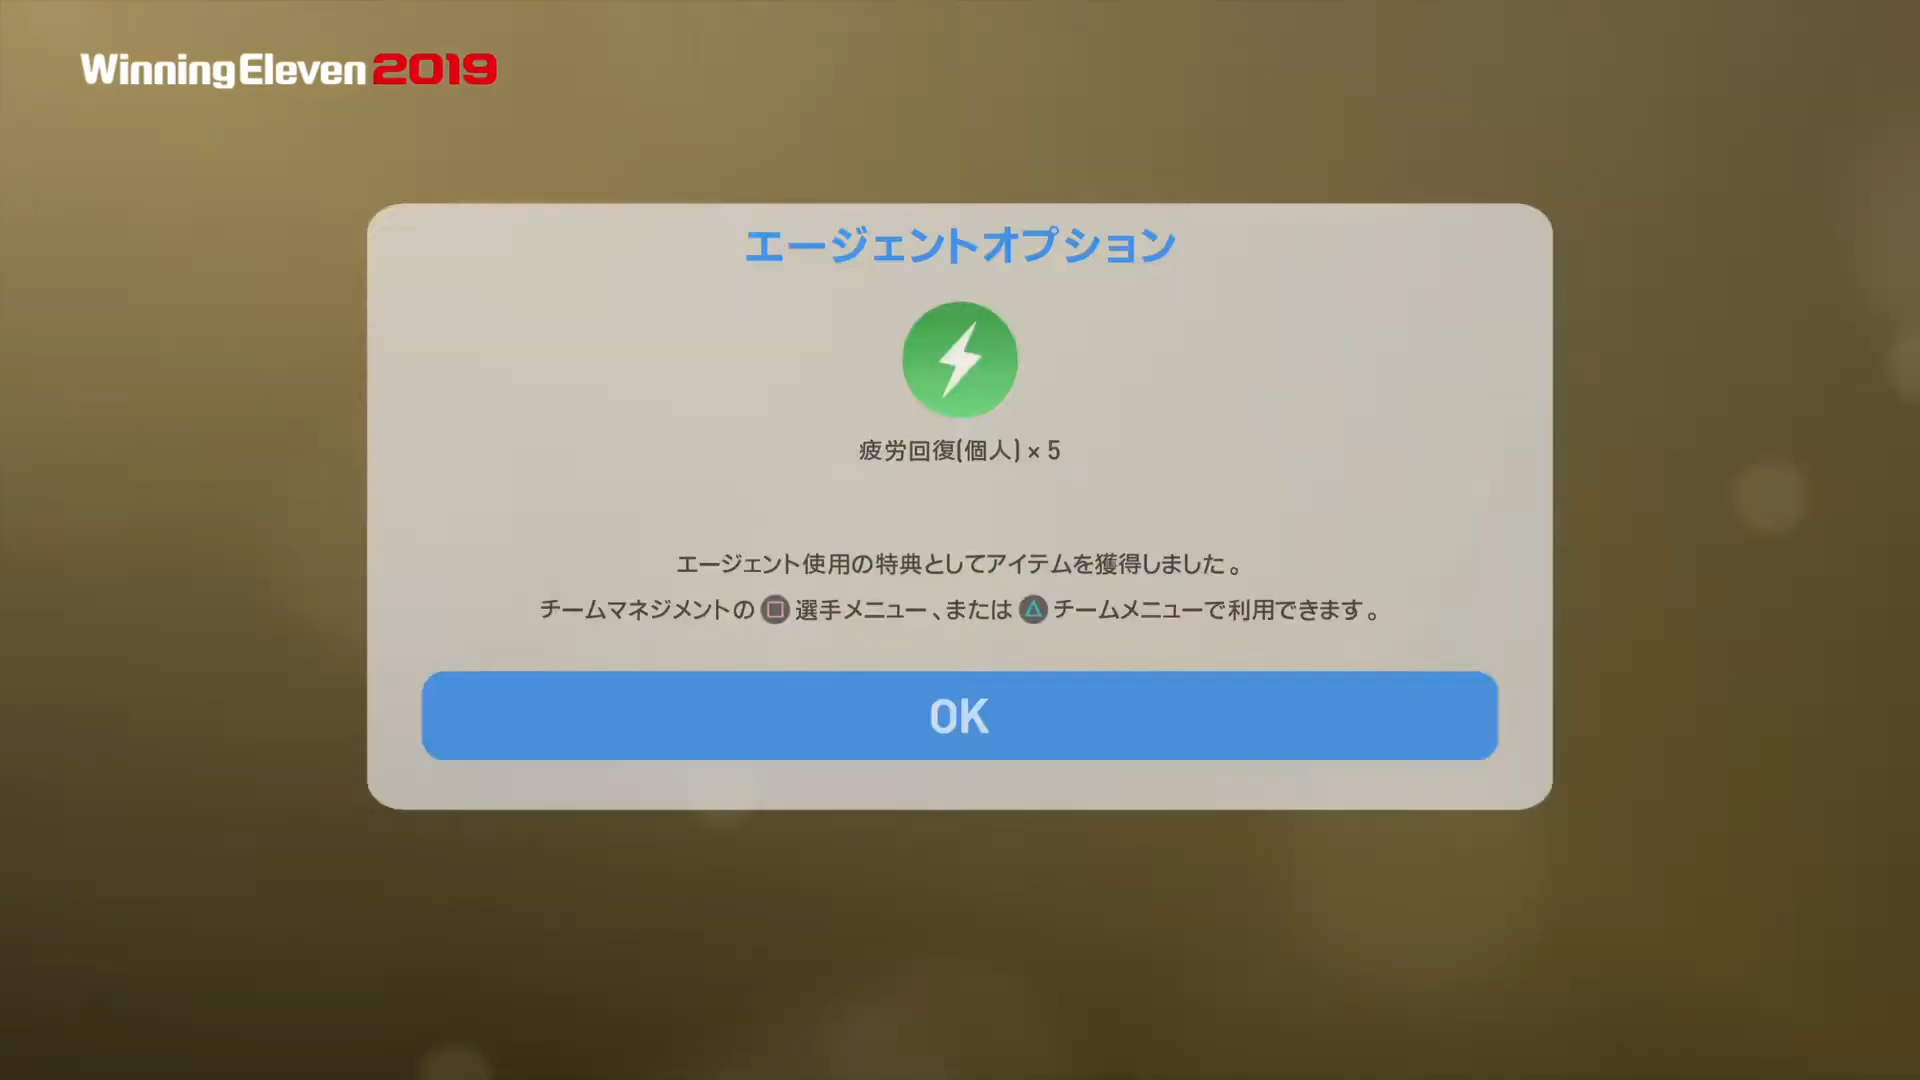 WinningEleven 2019
エージェントオプション
疲労回復(個人) × 5
エージェント使用の特典としてアイテムを獲得しました。
チームマネジメントの□選手メニュー、または△チームメニューで利用できます。
OK